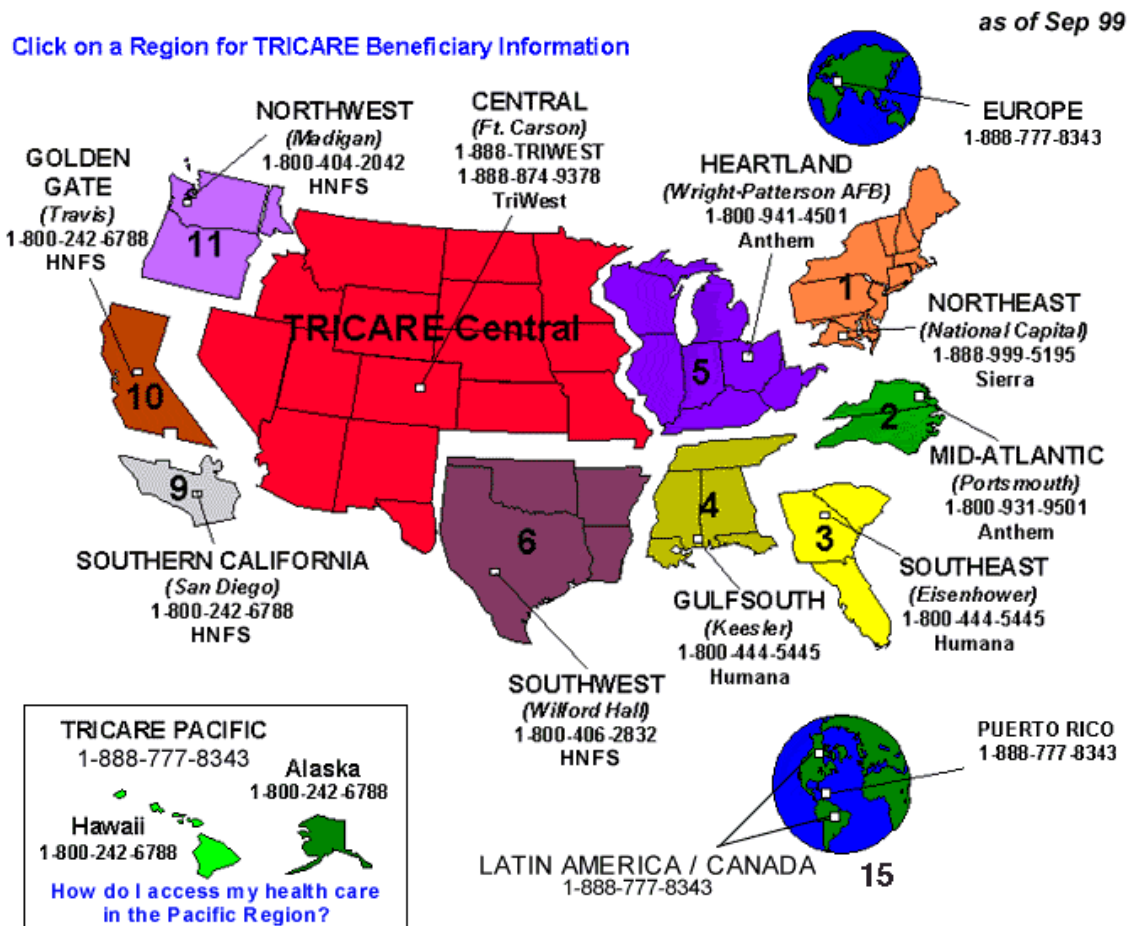 as of Sep 99
Click on a Region for TRICARE Beneficiary Information
EUROPE
1-888-777-8343
NORTHWEST
(Madigan)
1-800-404-2042
HNFS
CENTRAL
(Ft. Carson)
1-888-TRIWEST
1-888-874-9378
TriWest
HEARTLAND
(Wright-Patterson AFB)
1-800-941-4501
Anthem
GOLDEN
GATE
(Travis)
1-800-242-6788
HNFS
11
TRICARE Central
1
NORTHEAST
(National Capital)
1-888-999-5195
Sierra
5
10
2
MID-ATLANTIC
(Portsmouth)
1-800-931-9501
Anthem
9
SOUTHERN CALIFORNIA
(San Diego)
1-800-242-6788
HNFS
6
4
3
SOUTHEAST
(Eisenhower)
1-800-444-5445
Humana
GULFSOUTH
(Keesler)
1-800-444-5445
Humana
SOUTHWEST
(Wilford Hall)
1-800-406-2832
HNFS
TRICARE PACIFIC
1-888-777-8343
Alaska
1-800-242-6788
Hawaii
1-800-242-6788
How do I access my health care
in the Pacific Region?
PUERTO RICO
1-888-777-8343
LATIN AMERICA / CANADA
1-888-777-8343
15